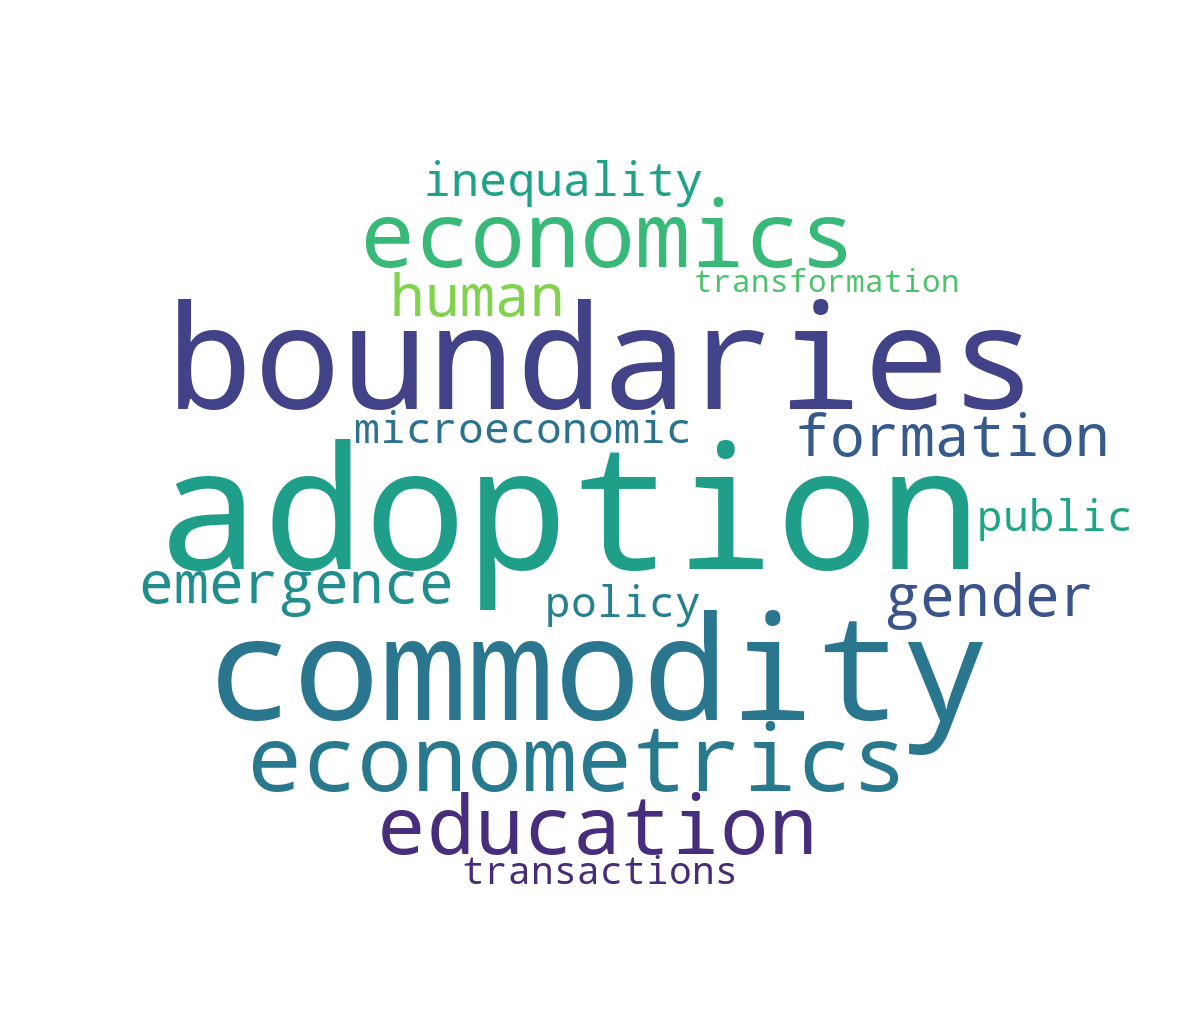 inequality
economics
human
transformation
boundaries
microeconomic
formation
adoption
public
emergence
policy
gender
commodity
econometrics
education
transactions